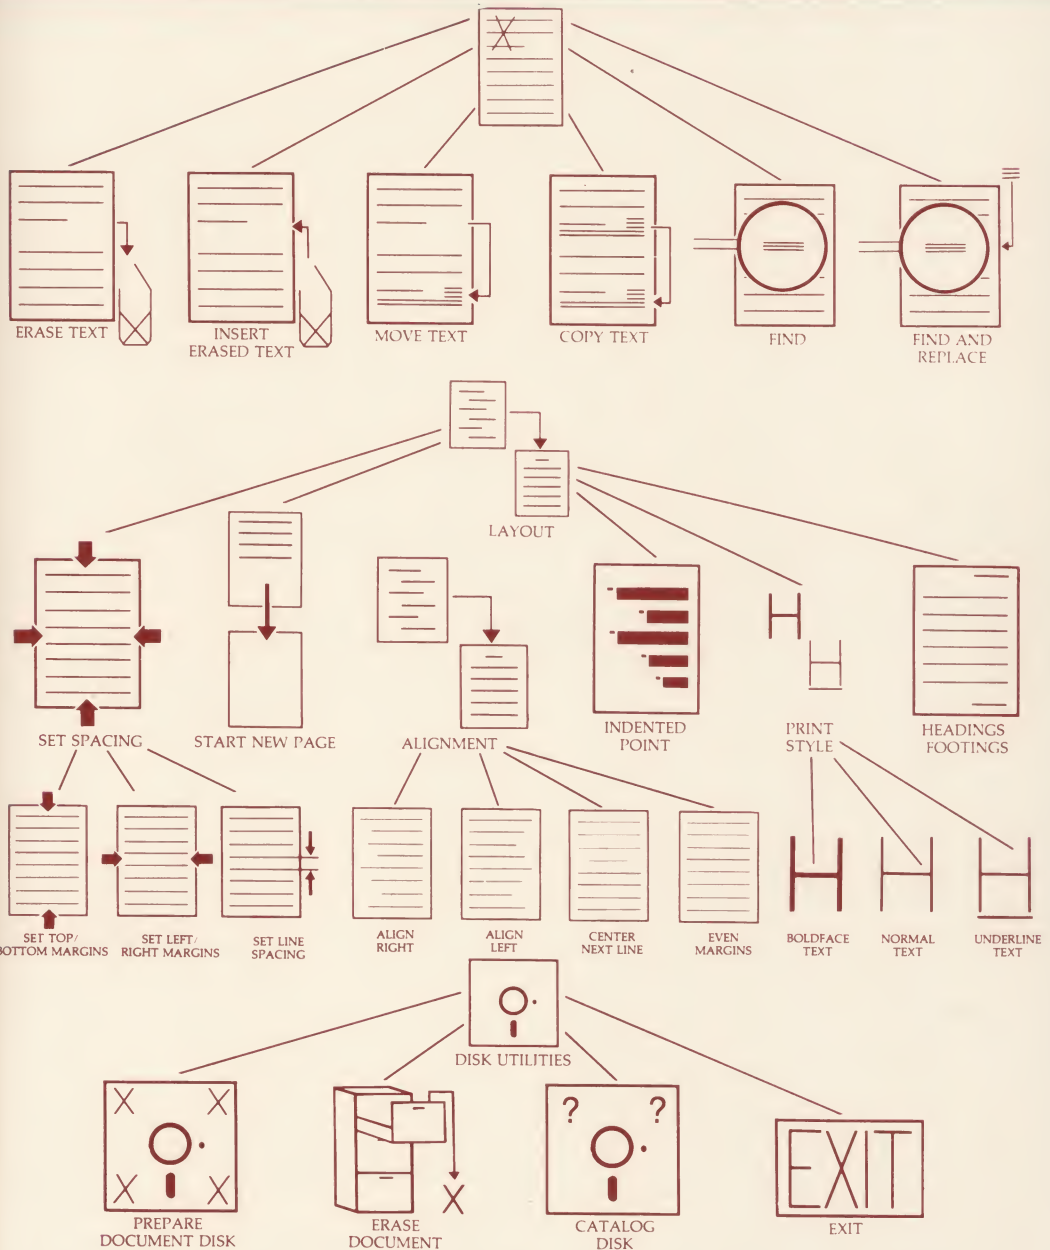 ERASE TEXT
INSERT
ERASED TEXT
MOVE TEXT
COPY TEXT
FIND
FIND AND
REPLACE
LAYOUT
SET SPACING
START NEW PAGE
ALIGNMENT
INDENTED
POINT
PRINT
STYLE
HEADINGS
FOOTINGS
H
H
SET TOP/
BOTTOM MARGINS
SET LEFT/
RIGHT MARGINS
SET LINE
SPACING
ALIGN
RIGHT
ALIGN
LEFT
CENTER
NEXT LINE
EVEN
MARGINS
H
BOLDFACE
TEXT
H
NORMAL
TEXT
H
UNDERLINE
TEXT
DISK UTILITIES
X X
X X
PREPARE
DOCUMENT DISK
X
ERASE
DOCUMENT
? ?
CATALOG
DISK
EXIT
EXIT